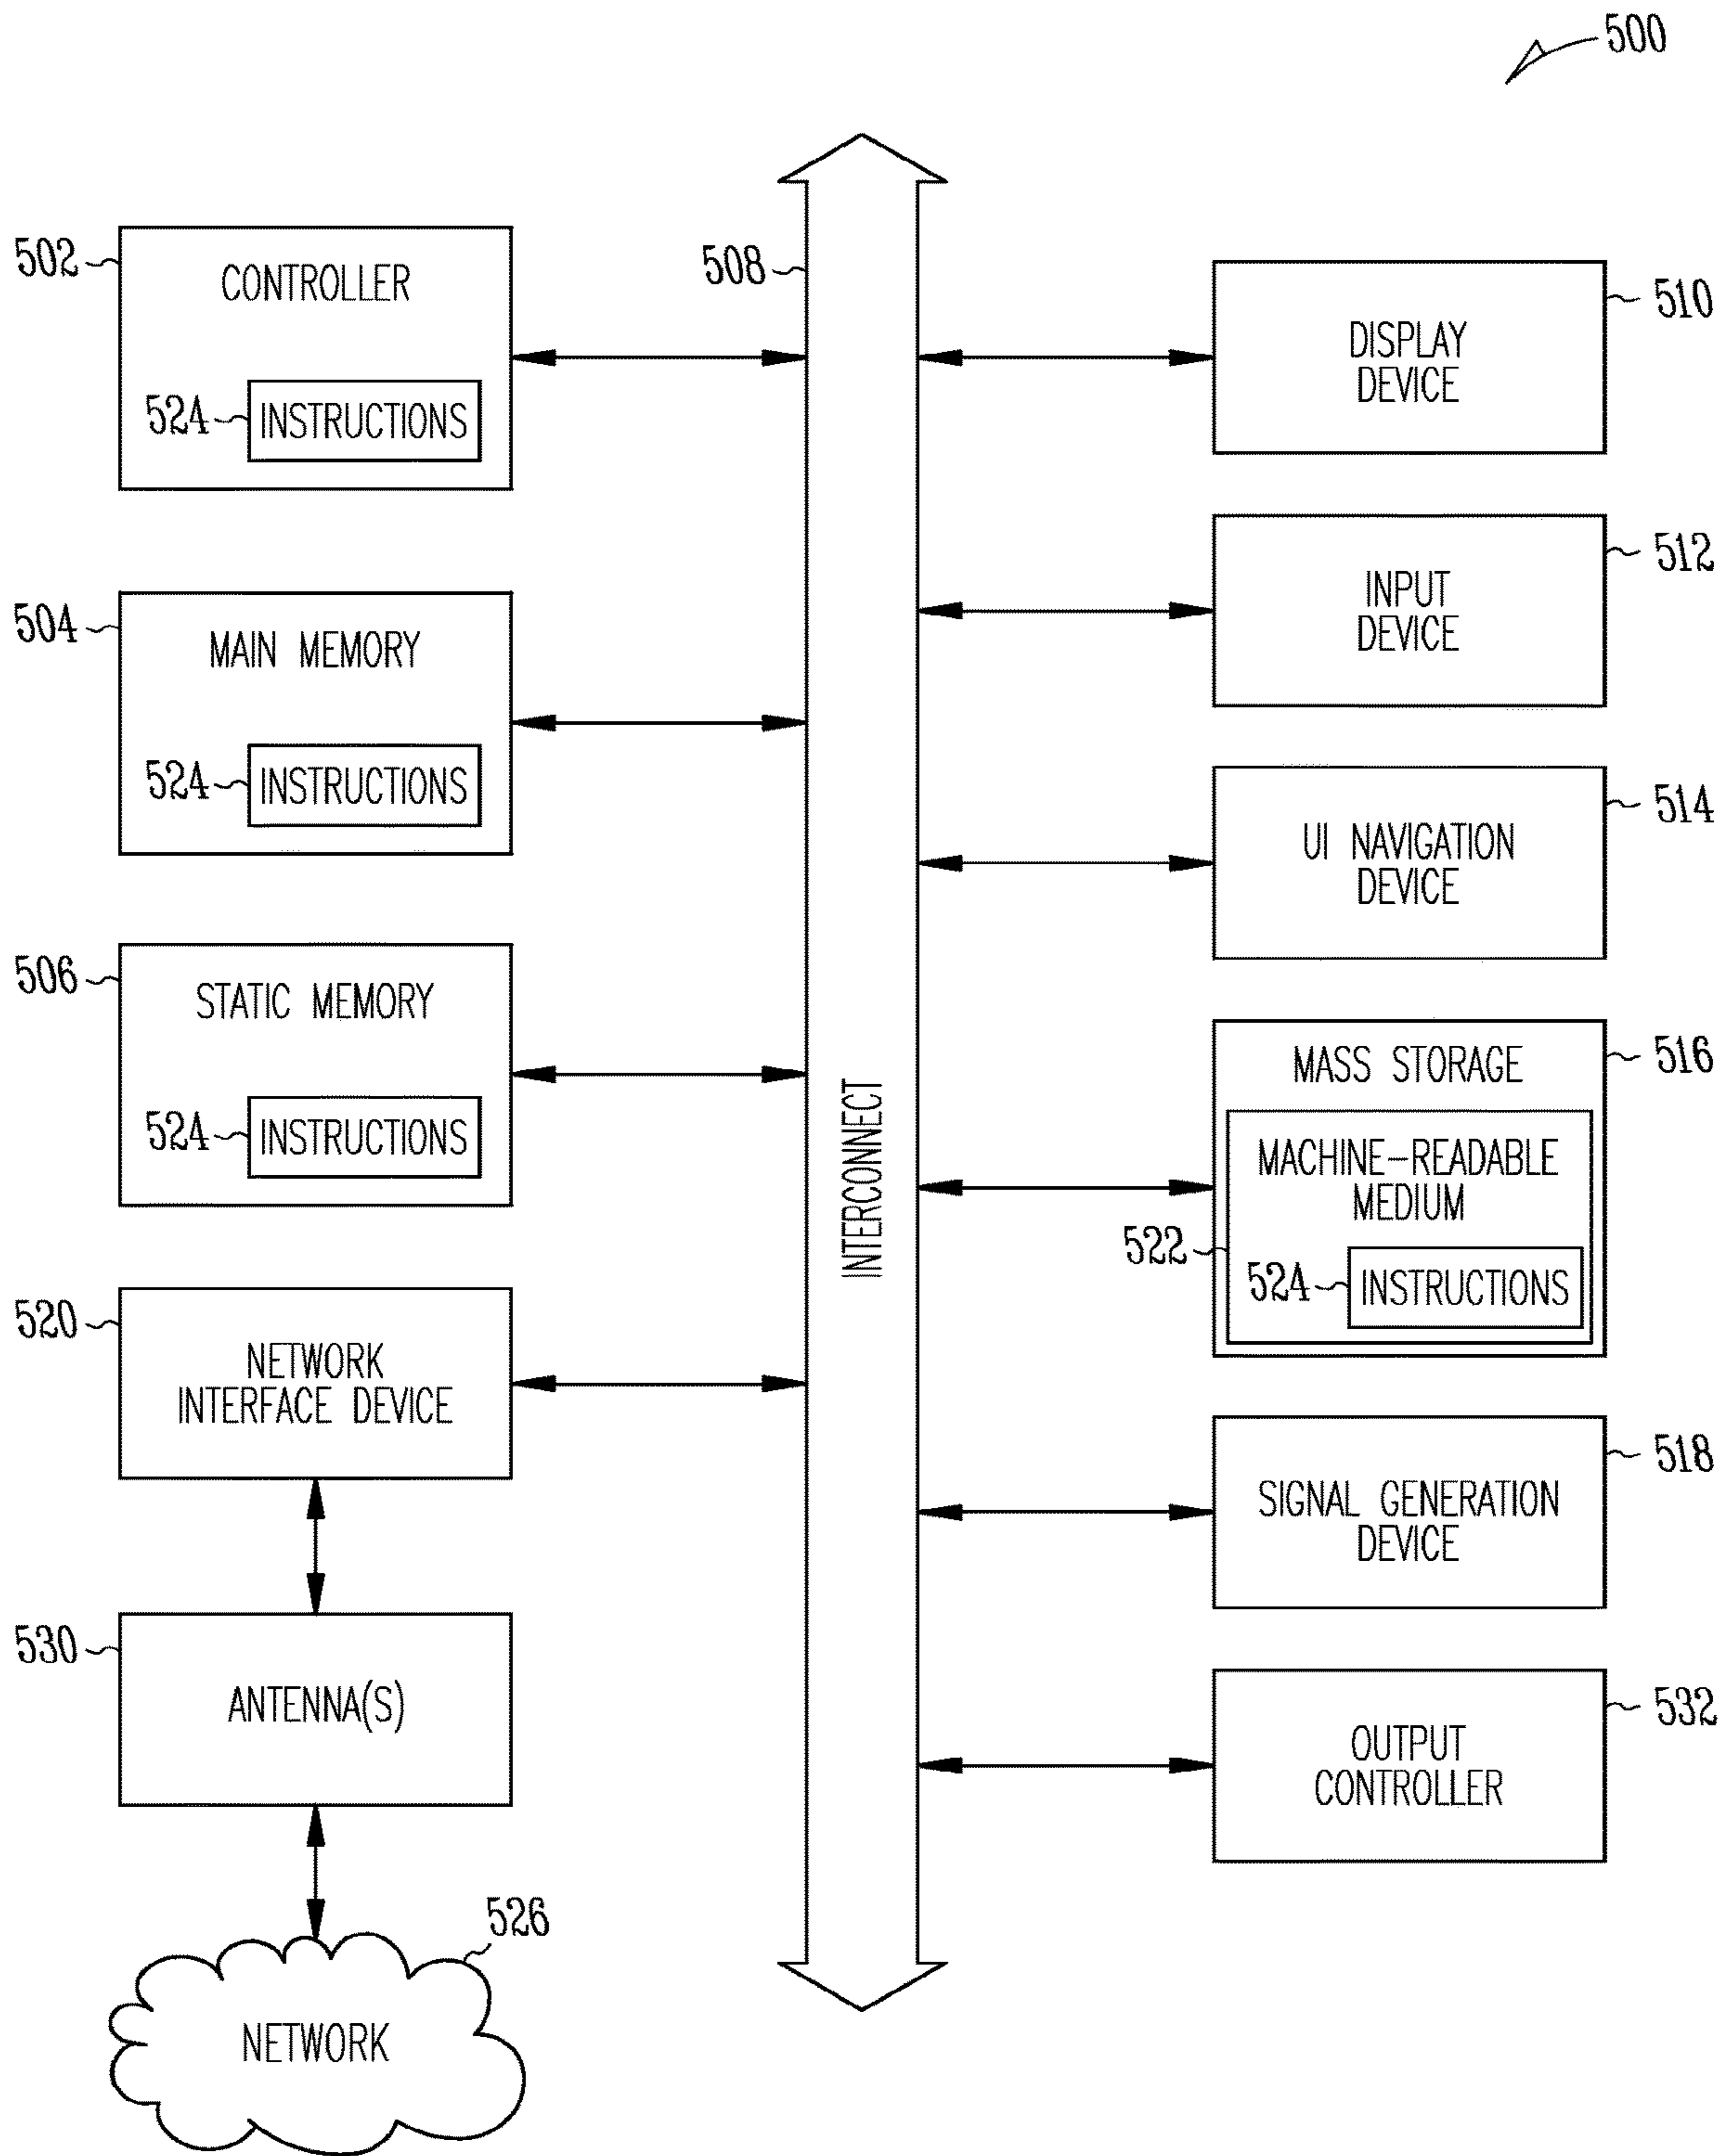 500
502
CONTROLLER
524
INSTRUCTIONS
504
MAIN MEMORY
524
INSTRUCTIONS
506
STATIC MEMORY
524
INSTRUCTIONS
520
NETWORK
INTERFACE DEVICE
530
ANTENNA(S)
526
NETWORK
508
INTERCONNECT
510
DISPLAY
DEVICE
512
INPUT
DEVICE
514
UI NAVIGATION
DEVICE
516
MASS STORAGE
MACHINE-READABLE
MEDIUM
522
524
INSTRUCTIONS
518
SIGNAL GENERATION
DEVICE
532
OUTPUT
CONTROLLER